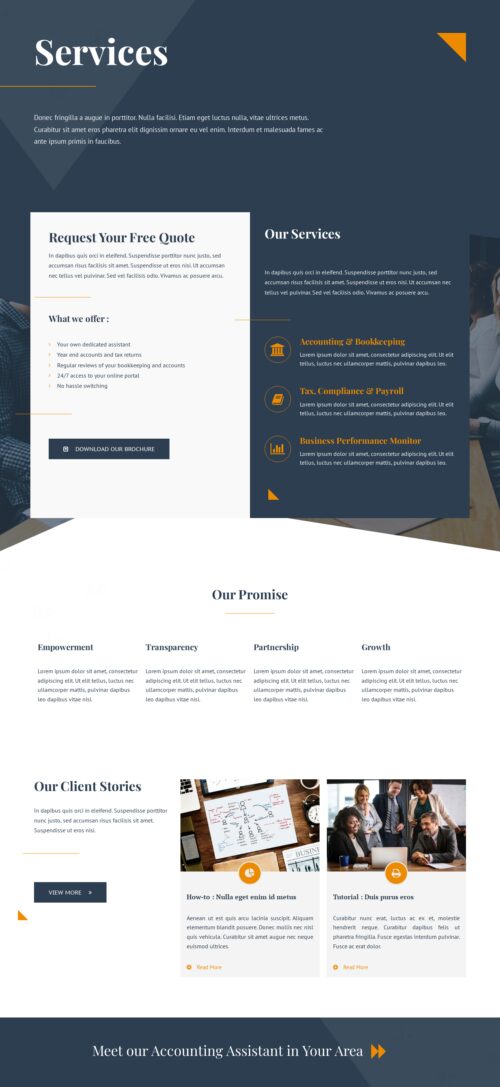 Services
Donec fringilla a augue in porttitor. Nulla facilisi. Etiam eget luctus nulla, vitae ultrices metus.
Curabitur sit amet eros pharetra elit dignissim ornare eu vel enim. Interdum et malesuada fames ac
ante ipsum primis in faucibus.
Request Your Free Quote
In dapibus quis orci in eleifend. Suspendisse porttitor nunc justo, sed
accumsan risus facilisis sit amet. Suspendisse ut eros nisi. Ut accumsan
nec tellus vel pulvinar. Sed vel facilisis odio. Vivamus ac posuere arcu.
What we offer :
Your own dedicated assistant
Year end accounts and tax returns
Regular reviews of your bookkeeping and accounts
24/7 access to your online portal
No hassle switching
DOWNLOAD OUR BROCHURE
Our Services
In dapibus quis orci in eleifend. Suspendisse porttitor nunc justo, sed
accumsan risus facilisis sit amet. Suspendisse ut eros nisi. Ut accumsan
nec tellus vel pulvinar. Sed vel facilisis odio. Vivamus ac posuere arcu.
Accounting & Bookkeeping
Lorem ipsum dolor sit amet, consectetur adipiscing elit. Ut elit
tellus, luctus nec ullamcorper mattis, pulvinar dapibus leo.
Tax, Compliance & Payroll
Lorem ipsum dolor sit amet, consectetur adipiscing elit. Ut elit
tellus, luctus nec ullamcorper mattis, pulvinar dapibus leo.
Business Performance Monitor
Lorem ipsum dolor sit amet, consectetur adipiscing elit. Ut elit
tellus, luctus nec ullamcorper mattis, pulvinar dapibus leo.
Our Promise
Empowerment
Lorem ipsum dolor sit amet, consectetur
adipiscing elit. Ut elit tellus, luctus nec
ullamcorper mattis, pulvinar dapibus
leo dapibus vitae nisi.
Transparency
Lorem ipsum dolor sit amet, consectetur
adipiscing elit. Ut elit tellus, luctus nec
ullamcorper mattis, pulvinar dapibus
leo dapibus vitae nisi.
Partnership
Lorem ipsum dolor sit amet, consectetur
adipiscing elit. Ut elit tellus, luctus nec
ullamcorper mattis, pulvinar dapibus
leo dapibus vitae nisi.
Growth
Lorem ipsum dolor sit amet, consectetur
adipiscing elit. Ut elit tellus, luctus nec
ullamcorper mattis, pulvinar dapibus
leo dapibus vitae nisi.
Our Client Stories
In dapibus quis orci in eleifend. Suspendisse porttitor
nunc justo, sed accumsan risus facilisis sit amet.
Suspendisse ut eros nisi.
VIEW MORE »
BUSINE
How-to : Nulla eget enim id metus
Aenean ut est quis arcu lacinia suscipit. Aliquam
elementum blandit posuere. Donec mollis nec nisl
quis vehicula. Curabitur sit amet augue nec neque
euismod ultrices.
Read More
Tutorial : Duis purus eros
Curabitur nunc erat, luctus ac ex et, molestie
hendrerit neque. Curabitur dapibus felis ut
pharetra fringilla. Fusce egestas interdum pulvinar.
Fusce ac erat dolor.
Read More
Meet our Accounting Assistant in Your Area